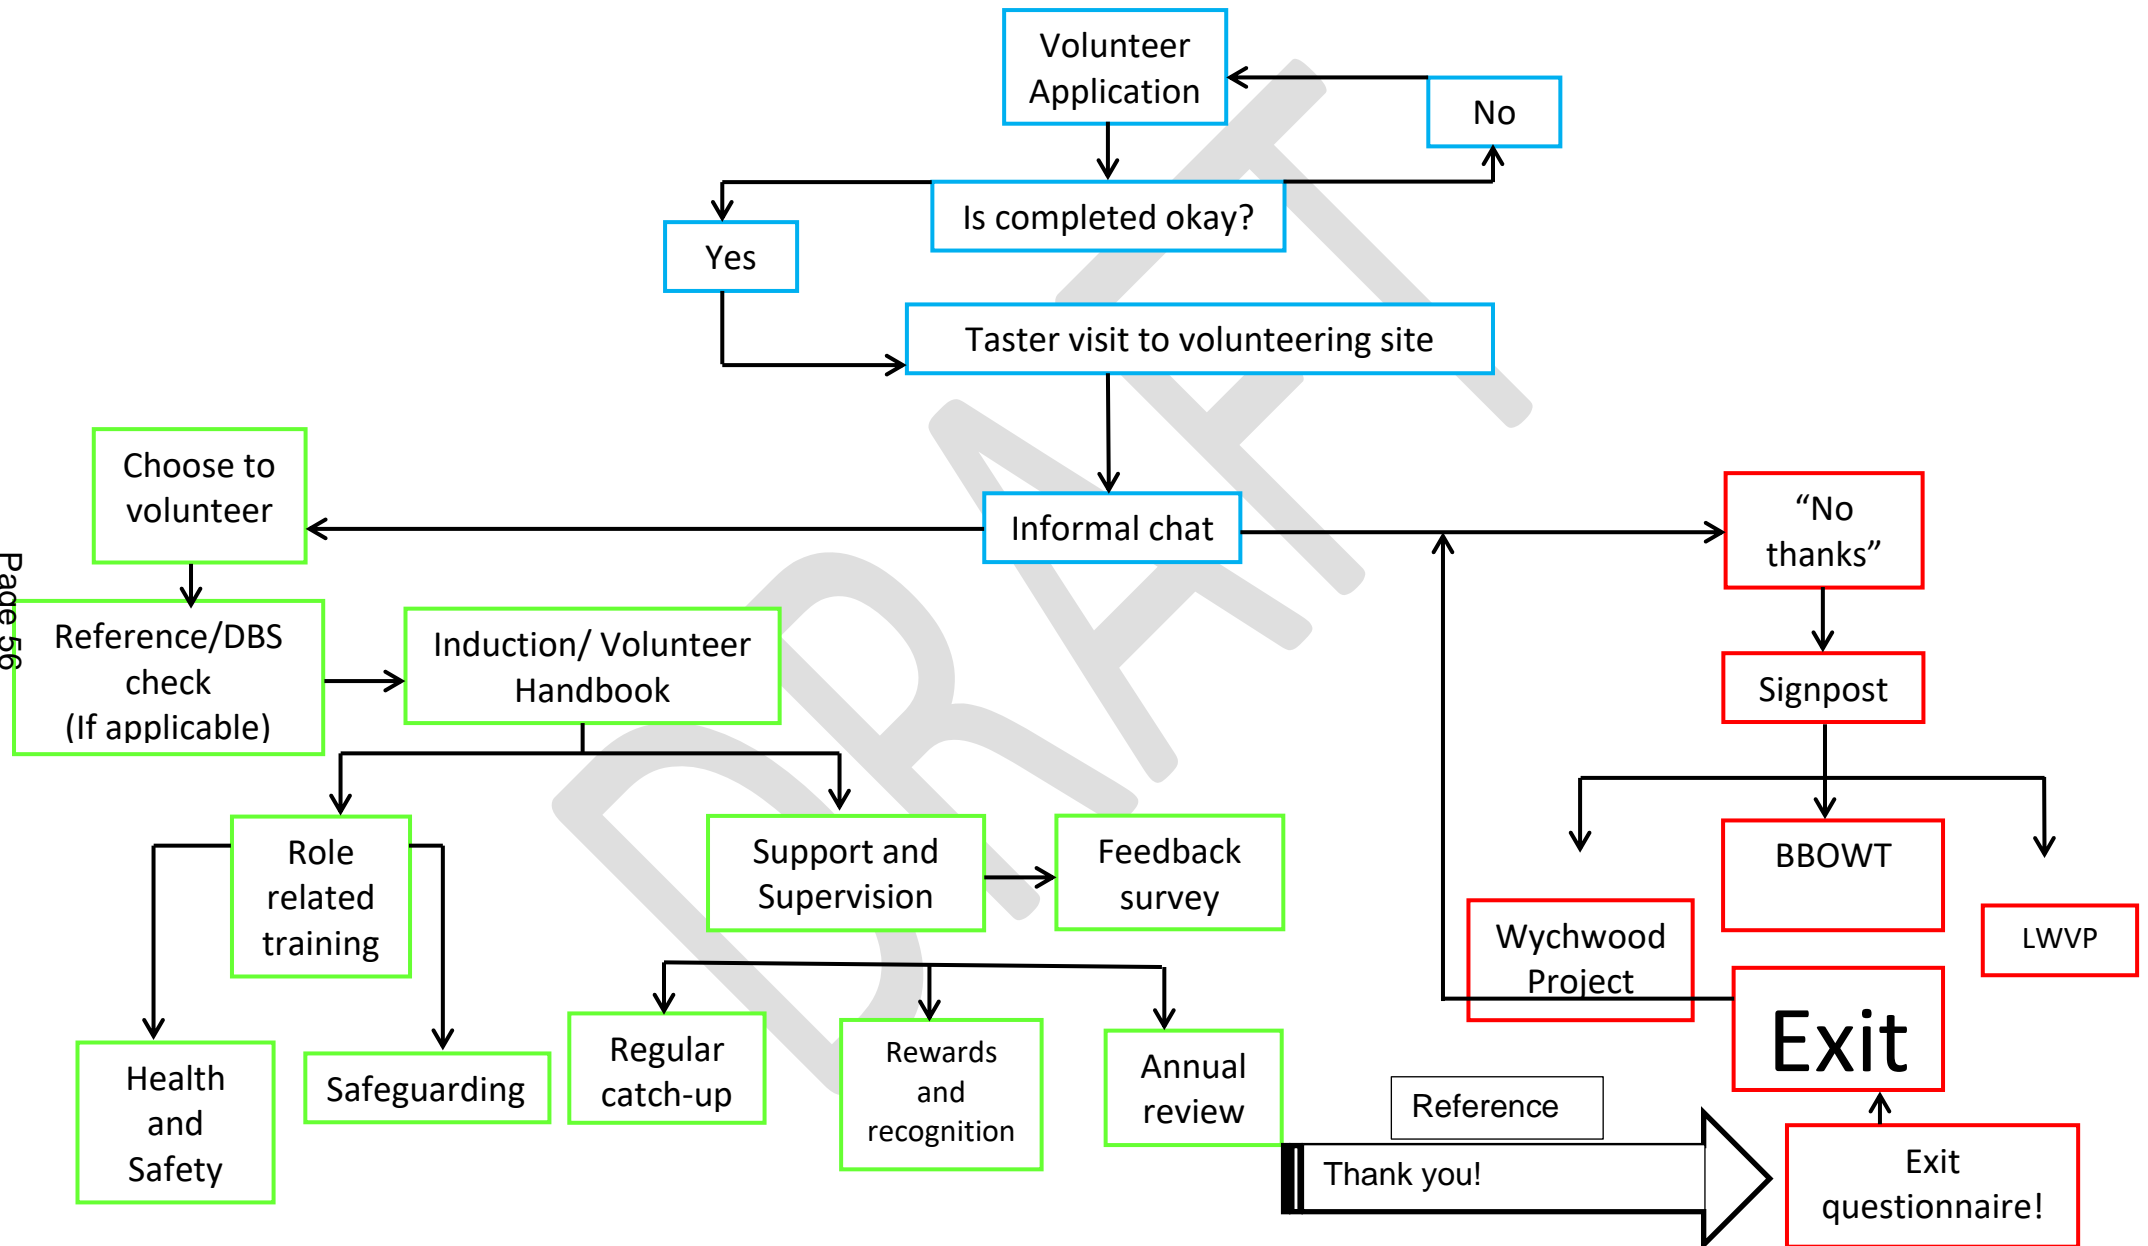 Volunteer
Application
No
Is completed okay?
Yes
Taster visit to volunteering site
Choose to
volunteer
Informal chat
“No
thanks”
Page 56
Reference/DBS
check
(If applicable)
Induction/ Volunteer
Handbook
Signpost
Role
related
training
Support and
Supervision
Feedback
survey
BBOWT
Wychwood
Project
LWVP
Exit
Health
and
Safety
Safeguarding
Regular
catch-up
Rewards
and
recognition
Annual
review
Reference
Thank you!
Exit
questionnaire!
DRAFT